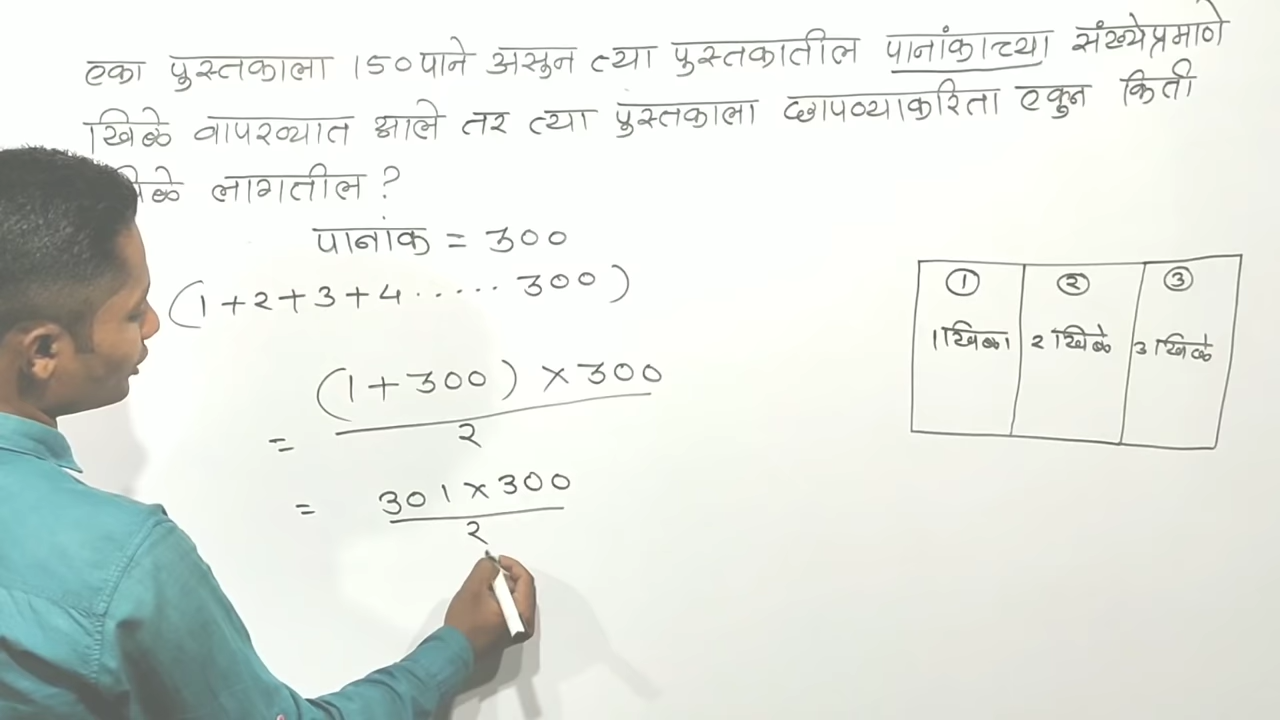 एका पुस्तकाला 150 पाने असुन त्या पुस्तकातील पानांकाच्या संख्येप्रमाणे
खिळे वापरण्यात आले तर त्या पुस्तकाला छापण्याकरिता एकुन किती
लागतील ?
पानांक = 300
(1+2+3+4 ..... 300)
= (1+300) × 300 / 2
= 301 × 300 / 2
① ② ③
1 खिळा 2 खिळे 3 खिळे